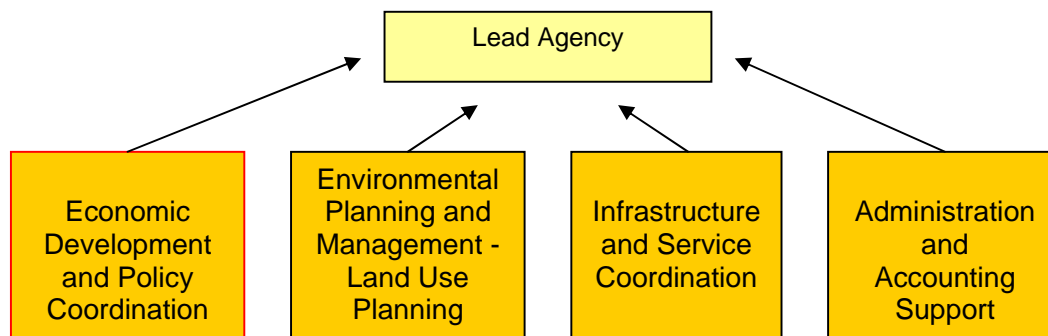 Lead Agency
Economic
Development
and Policy
Coordination
Environmental
Planning and
Management -
Land Use
Planning
Infrastructure
and Service
Coordination
Administration
and
Accounting
Support